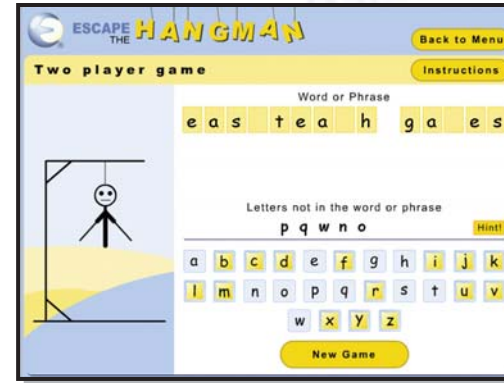 ESCAPE THE HANGMAN
Back to Menu
Two player game
Instructions
Word or Phrase
e a s t e a h g a e s
Letters not in the word or phrase
p q w n o
Hint!
a b c d e f g h i j k
l m n o p q r s t u v
w x y z
New Game